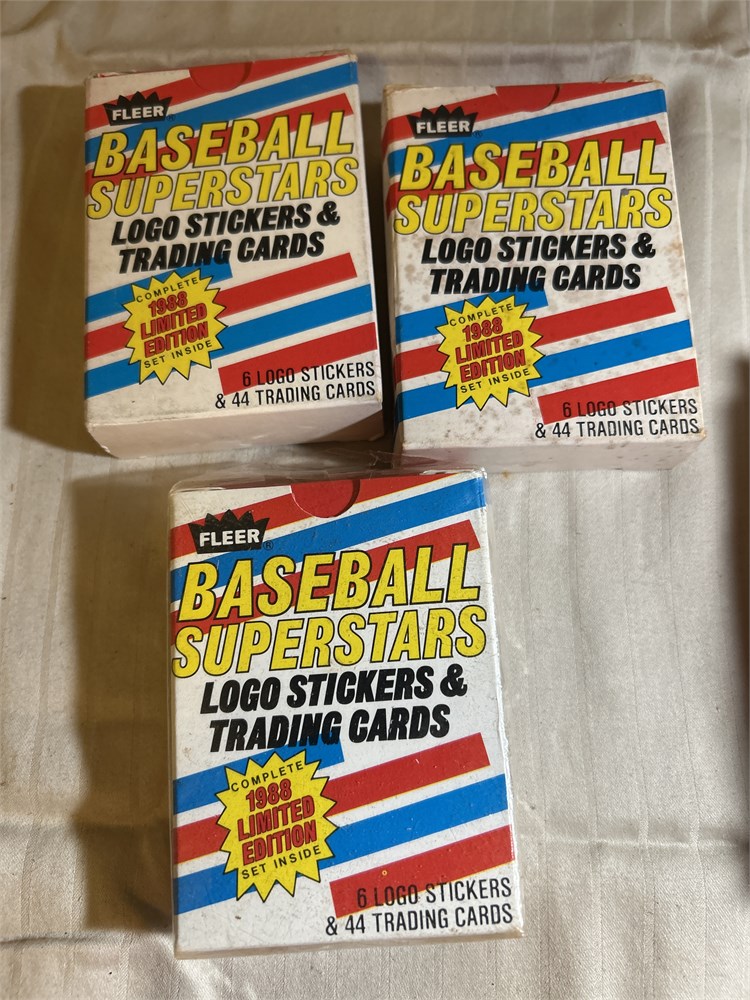 FLEER
BASEBALL
SUPERSTARS
LOGO STICKERS &
TRADING CARDS
COMPLETE
1988
LIMITED
EDITION
SET INSIDE
6 LOGO STICKERS
& 44 TRADING CARDS
FLEER
BASEBALL
SUPERSTARS
LOGO STICKERS &
TRADING CARDS
COMPLETE
1988
LIMITED
EDITION
SET INSIDE
6 LOGO STICKERS
& 44 TRADING CARDS
FLEER®
BASEBALL
SUPERSTARS
LOGO STICKERS &
TRADING CARDS
COMPLETE
1988
LIMITED
EDITION
SET INSIDE
6 LOGO STICKERS
& 44 TRADING CARDS